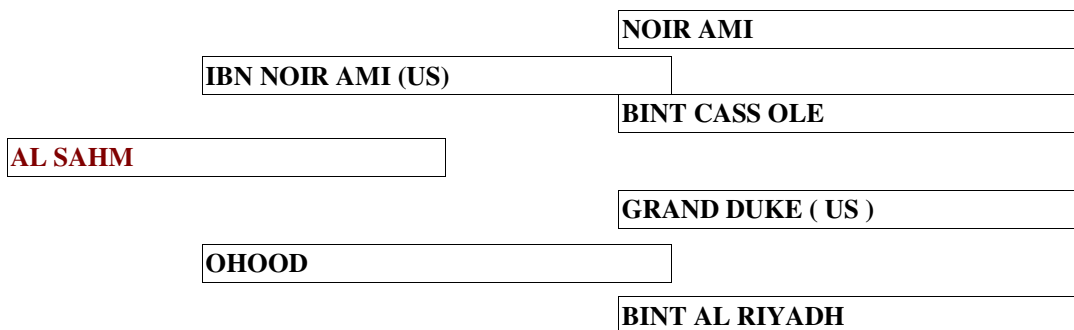 NOIR AMI
IBN NOIR AMI (US)
BINT CASS OLE
AL SAHM
GRAND DUKE ( US )
OHOOD
BINT AL RIYADH